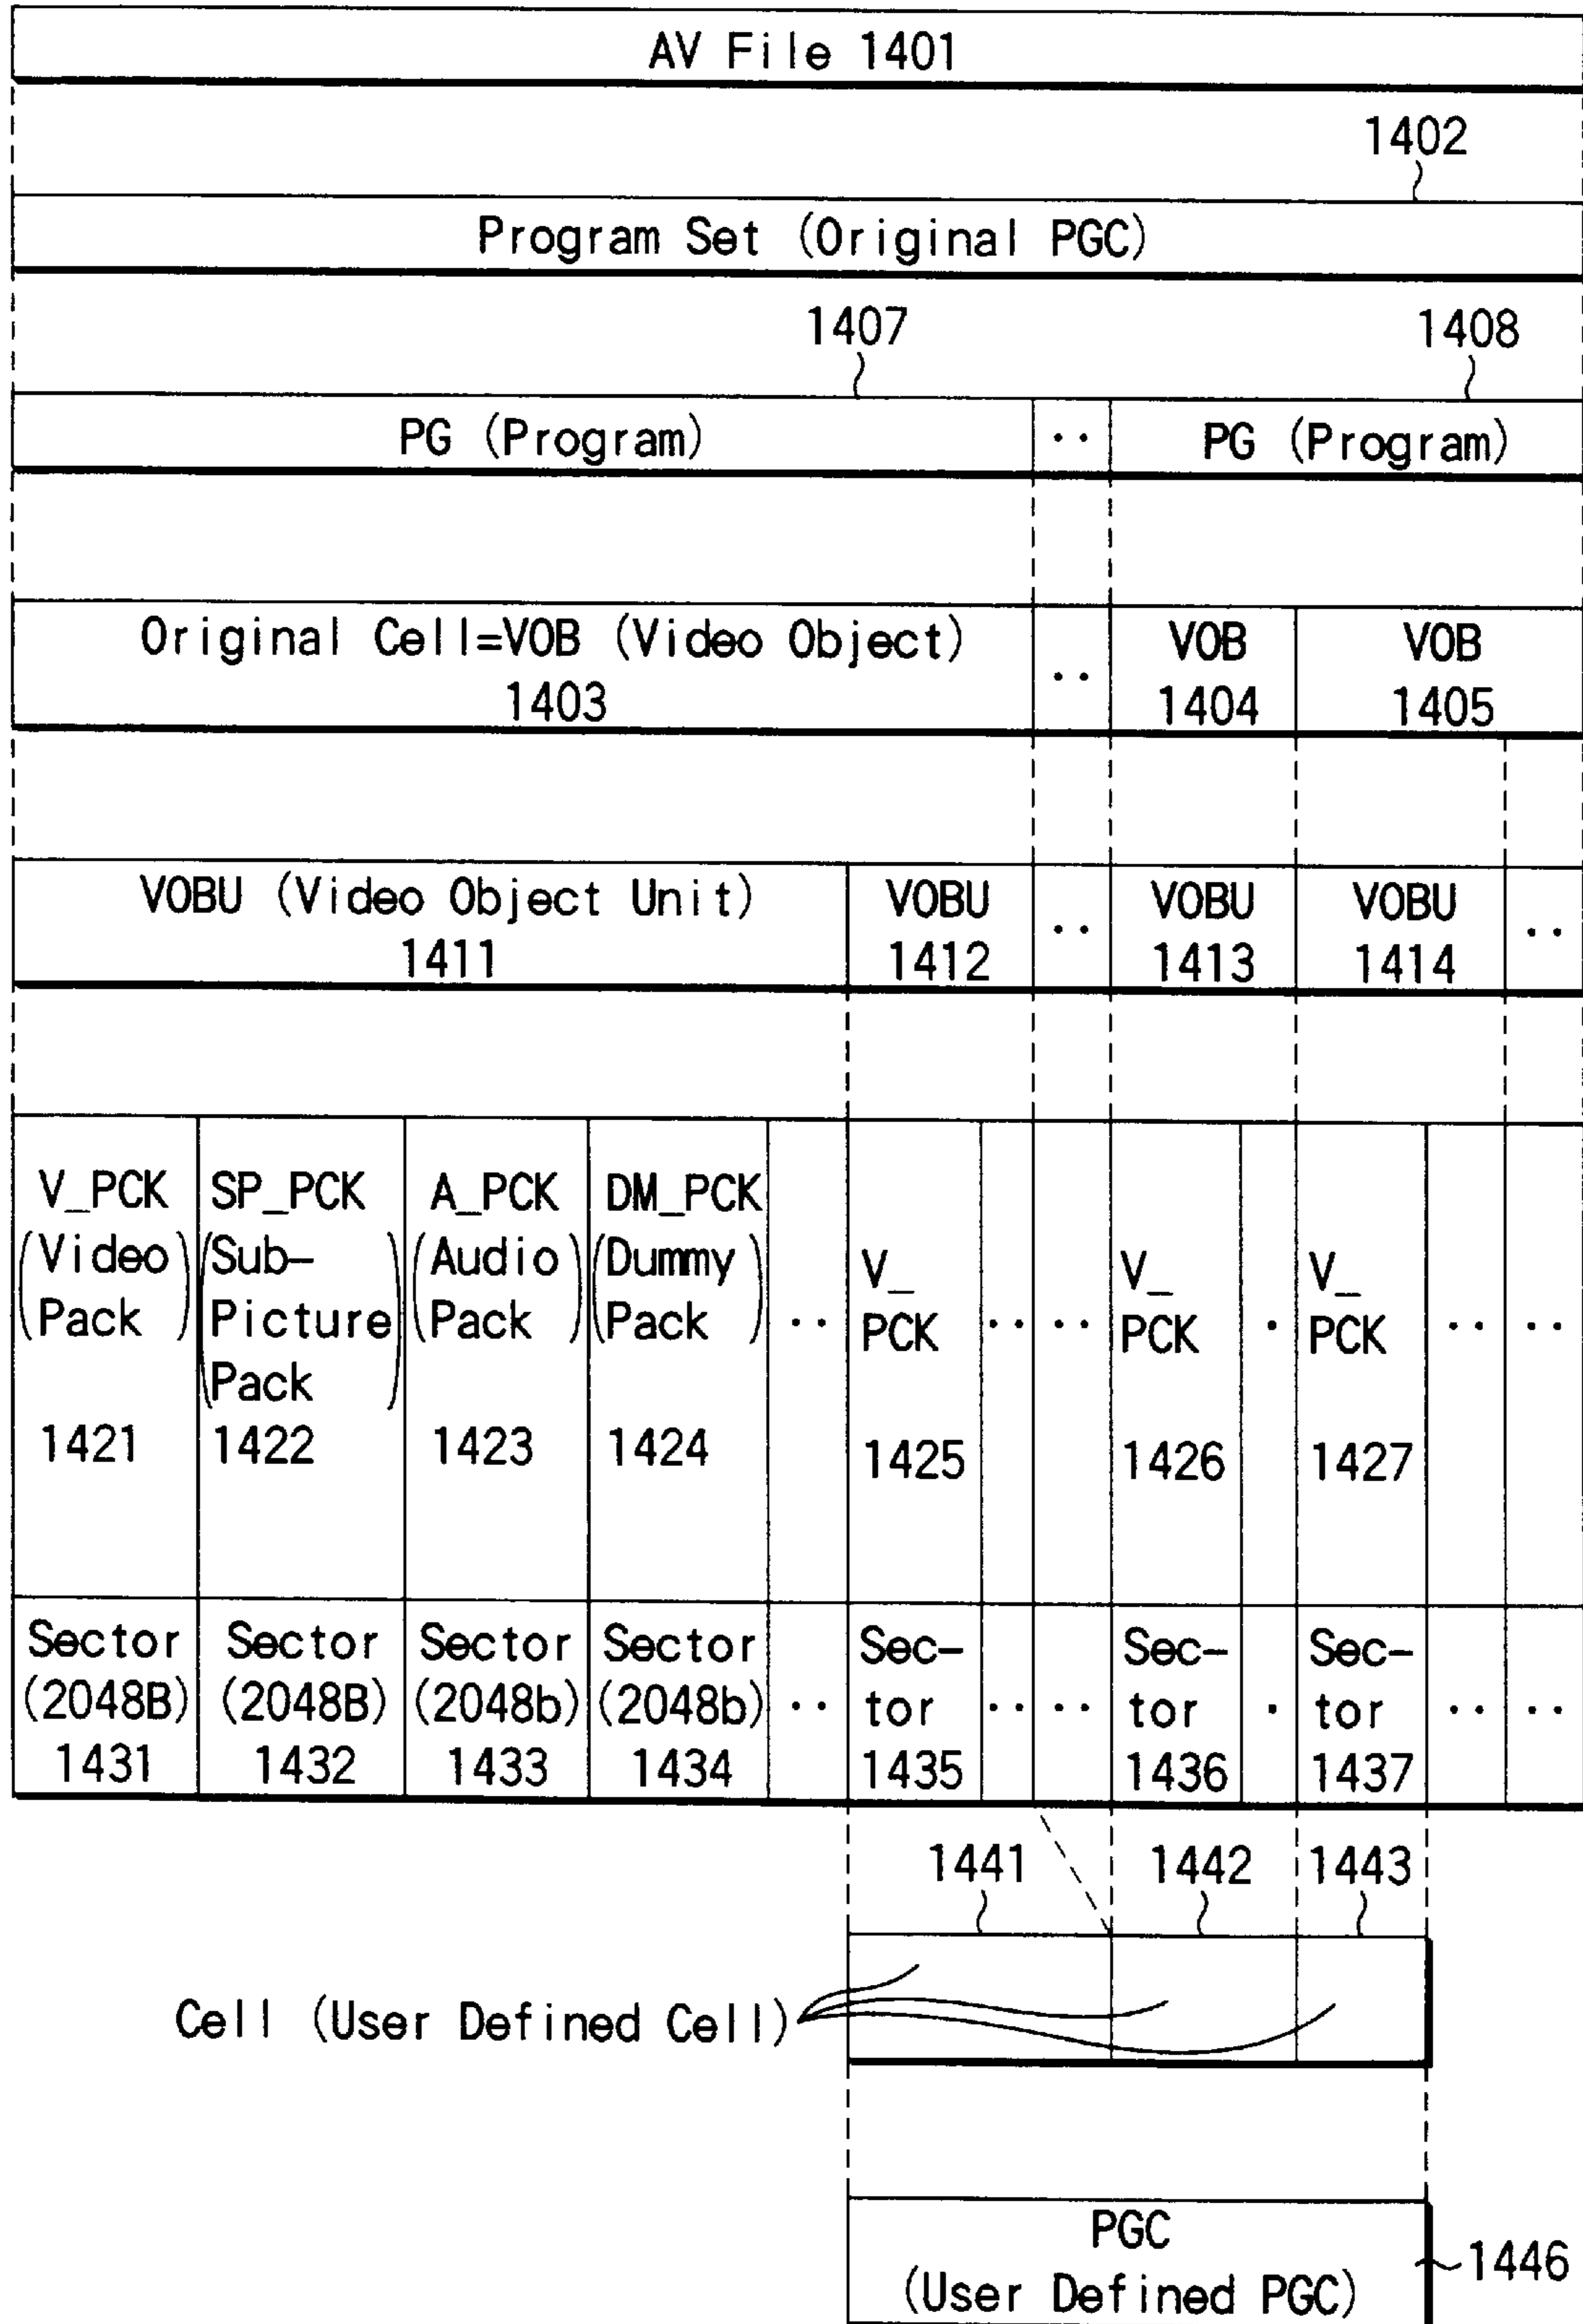 AV File 1401
1402
Program Set (Original PGC)
1407
1408
PG (Program)
..
PG (Program)
Original Cell=VOB (Video Object)
1403
..
VOB
1404
VOB
1405
VOBU (Video Object Unit)
1411
VOBU
1412
..
VOBU
1413
VOBU
1414
..
V_PCK
(Video
Pack)
1421
SP_PCK
(Sub-
Picture
Pack)
1422
A_PCK
(Audio
Pack)
1423
DM_PCK
(Dummy
Pack)
1424
..
V_
PCK
1425
..
..
V_
PCK
1426
.
V_
PCK
1427
..
..
Sector
(2048B)
1431
Sector
(2048B)
1432
Sector
(2048b)
1433
Sector
(2048b)
1434
..
Sec-
tor
1435
..
..
Sec-
tor
1436
.
Sec-
tor
1437
..
..
1441
1442
1443
Cell (User Defined Cell)
PGC
(User Defined PGC)
1446